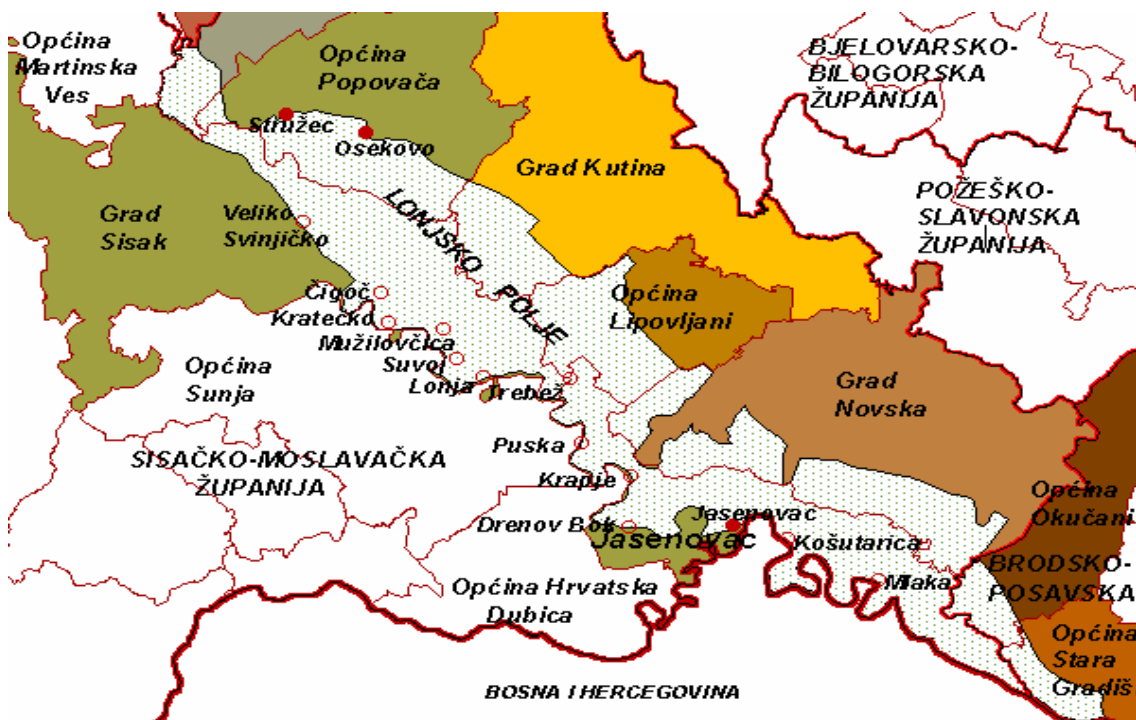 Općina
Martinska
Ves
Općina
Popovača
BJELOVARSKO-
BILOGORSKA
ŽUPANIJA
Stružec
Osekovo
Grad Kutina
POŽEŠKO-
SLAVONSKA
ŽUPANIJA
Grad
Sisak
Veliko
Svinjičko
LONJSKO POLJE
Čigoč
Kratečko
Mužilovčica
Suvoj
Lonja
Trebež
Općina
Lipovljani
Općina
Sunja
Grad
Novska
Puska
SISAČKO-MOSLAVAČKA
ŽUPANIJA
Krapje
Općina
Okučani
Drenov Bok
Jasenovac
Jasenovac
Košutarica
BRODSKO-
POSAVSKA
Mlaka
Općina Hrvatska
Dubica
Općina
Stara
Gradiš
BOSNA I HERCEGOVINA